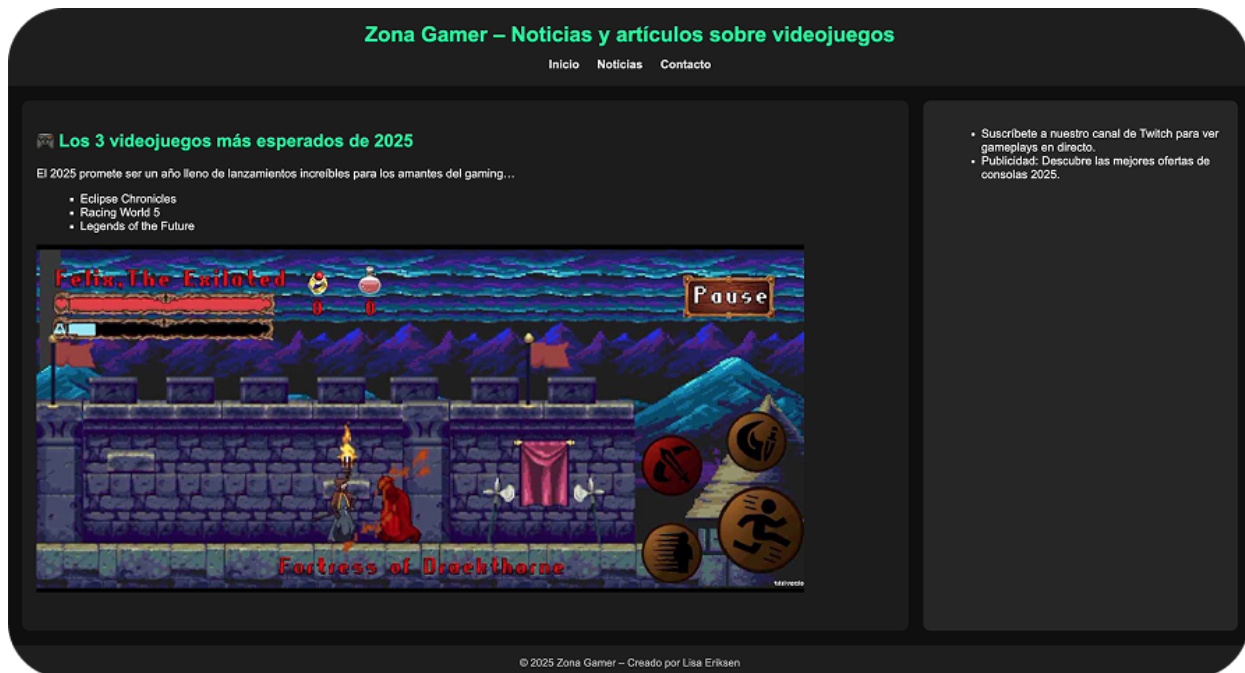 Zona Gamer – Noticias y artículos sobre videojuegos
Inicio Noticias Contacto
Los 3 videojuegos más esperados de 2025
El 2025 promete ser un año lleno de lanzamientos increíbles para los amantes del gaming…
Eclipse Chronicles
Racing World 5
Legends of the Future
Felix,The Exilated
0 0
Pause
A
Fortress of Drackthorne
Suscríbete a nuestro canal de Twitch para ver
gameplays en directo.
Publicidad: Descubre las mejores ofertas de
consolas 2025.
© 2025 Zona Gamer – Creado por Lisa Eriksen